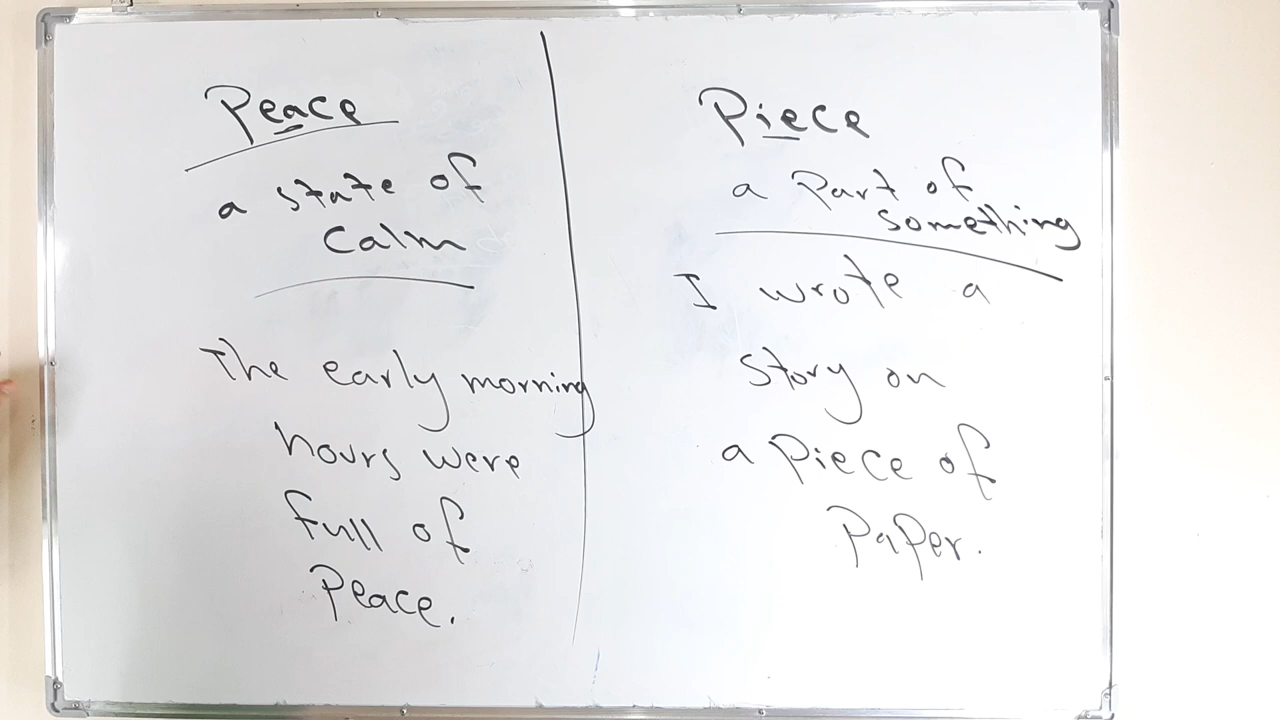 Peace
a state of
calm
The early morning
hours were
full of
Peace.
Piece
a part of
something
I wrote a
story on
a piece of
Paper.